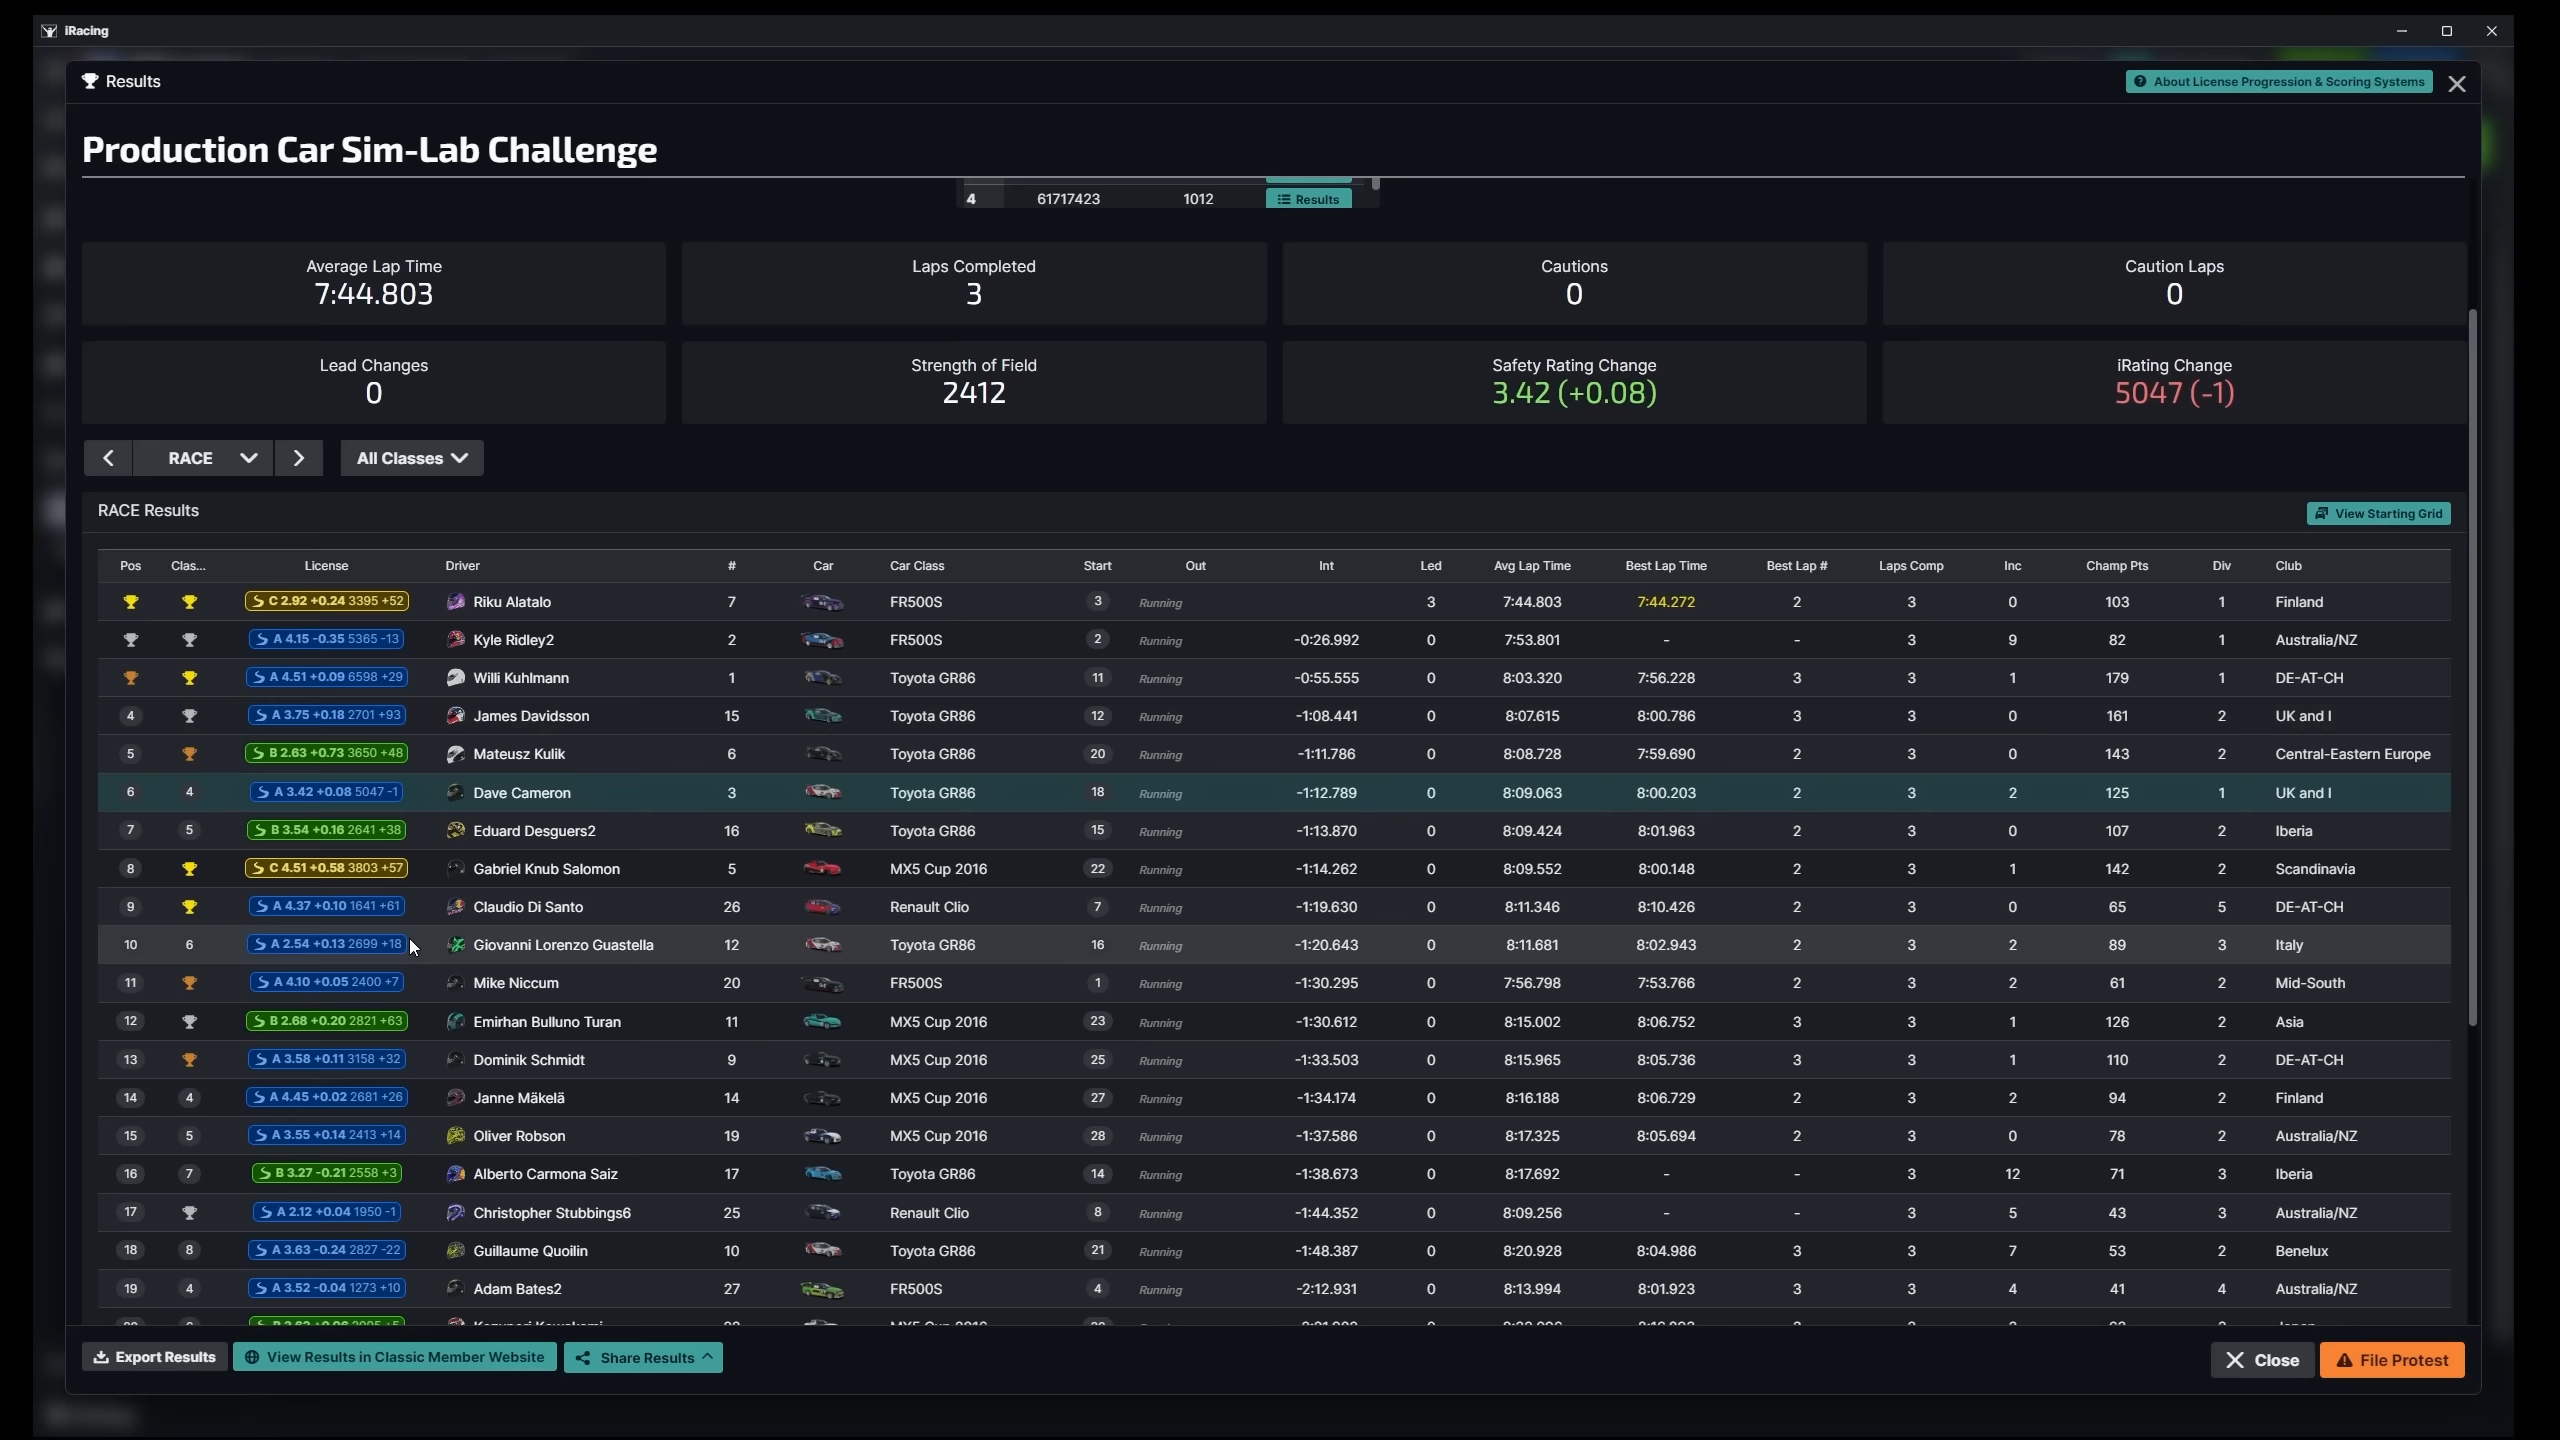 iRacing
Results
About License Progression & Scoring Systems
Production Car Sim-Lab Challenge
4 61717423 1012 Results
Average Lap Time Laps Completed Cautions Caution Laps
7:44.803 3 0 0
Lead Changes Strength of Field Safety Rating Change iRating Change
0 2412 3.42 (+0.08) 5047 (-1)
RACE All Classes
RACE Results View Starting Grid
Pos Clas... License Driver # Car Car Class Start Out Int Led Avg Lap Time Best Lap Time Best Lap # Laps Comp Inc Champ Pts Div Club
C 2.92 +0.24 3395 +52 Riku Alatalo 7 FR500S 3 Running 3 7:44.803 7:44.272 2 3 0 103 1 Finland
A 4.15 -0.35 5365 -13 Kyle Ridley2 2 FR500S 2 Running -0:26.992 0 7:53.801 - - 3 9 82 1 Australia/NZ
A 4.51 +0.09 6598 +29 Willi Kuhlmann 1 Toyota GR86 11 Running -0:55.555 0 8:03.320 7:56.228 3 3 1 179 1 DE-AT-CH
4 A 3.75 +0.18 2701 +93 James Davidsson 15 Toyota GR86 12 Running -1:08.441 0 8:07.615 8:00.786 3 3 0 161 2 UK and I
5 B 2.63 +0.73 3650 +48 Mateusz Kulik 6 Toyota GR86 20 Running -1:11.786 0 8:08.728 7:59.690 2 3 0 143 2 Central-Eastern Europe
6 4 A 3.42 +0.08 5047 -1 Dave Cameron 3 Toyota GR86 18 Running -1:12.789 0 8:09.063 8:00.203 2 3 2 125 1 UK and I
7 5 B 3.54 +0.16 2641 +38 Eduard Desguers2 16 Toyota GR86 15 Running -1:13.870 0 8:09.424 8:01.963 2 3 0 107 2 Iberia
8 C 4.51 +0.58 3803 +57 Gabriel Knub Salomon 5 MX5 Cup 2016 22 Running -1:14.262 0 8:09.552 8:00.148 2 3 1 142 2 Scandinavia
9 A 4.37 +0.10 1641 +61 Claudio Di Santo 26 Renault Clio 7 Running -1:19.630 0 8:11.346 8:10.426 2 3 0 65 5 DE-AT-CH
10 6 A 2.54 +0.13 2699 +18 Giovanni Lorenzo Guastella 12 Toyota GR86 16 Running -1:20.643 0 8:11.681 8:02.943 2 3 2 89 3 Italy
11 A 4.10 +0.05 2400 +7 Mike Niccum 20 FR500S 1 Running -1:30.295 0 7:56.798 7:53.766 2 3 2 61 2 Mid-South
12 B 2.68 +0.20 2821 +63 Emirhan Bulluno Turan 11 MX5 Cup 2016 23 Running -1:30.612 0 8:15.002 8:06.752 3 3 1 126 2 Asia
13 A 3.58 +0.11 3158 +32 Dominik Schmidt 9 MX5 Cup 2016 25 Running -1:33.503 0 8:15.965 8:05.736 3 3 1 110 2 DE-AT-CH
14 4 A 4.45 +0.02 2681 +26 Janne Mäkelä 14 MX5 Cup 2016 27 Running -1:34.174 0 8:16.188 8:06.729 2 3 2 94 2 Finland
15 5 A 3.55 +0.14 2413 +14 Oliver Robson 19 MX5 Cup 2016 28 Running -1:37.586 0 8:17.325 8:05.694 2 3 0 78 2 Australia/NZ
16 7 B 3.27 -0.21 2558 +3 Alberto Carmona Saiz 17 Toyota GR86 14 Running -1:38.673 0 8:17.692 - - 3 12 71 3 Iberia
17 A 2.12 +0.04 1950 -1 Christopher Stubbings6 25 Renault Clio 8 Running -1:44.352 0 8:09.256 - - 3 5 43 3 Australia/NZ
18 8 A 3.63 -0.24 2827 -22 Guillaume Quoilin 10 Toyota GR86 21 Running -1:48.387 0 8:20.928 8:04.986 3 3 7 53 2 Benelux
19 4 A 3.52 -0.04 1273 +10 Adam Bates2 27 FR500S 4 Running -2:12.931 0 8:13.994 8:01.923 3 3 4 41 4 Australia/NZ
Export Results View Results in Classic Member Website Share Results Close File Protest